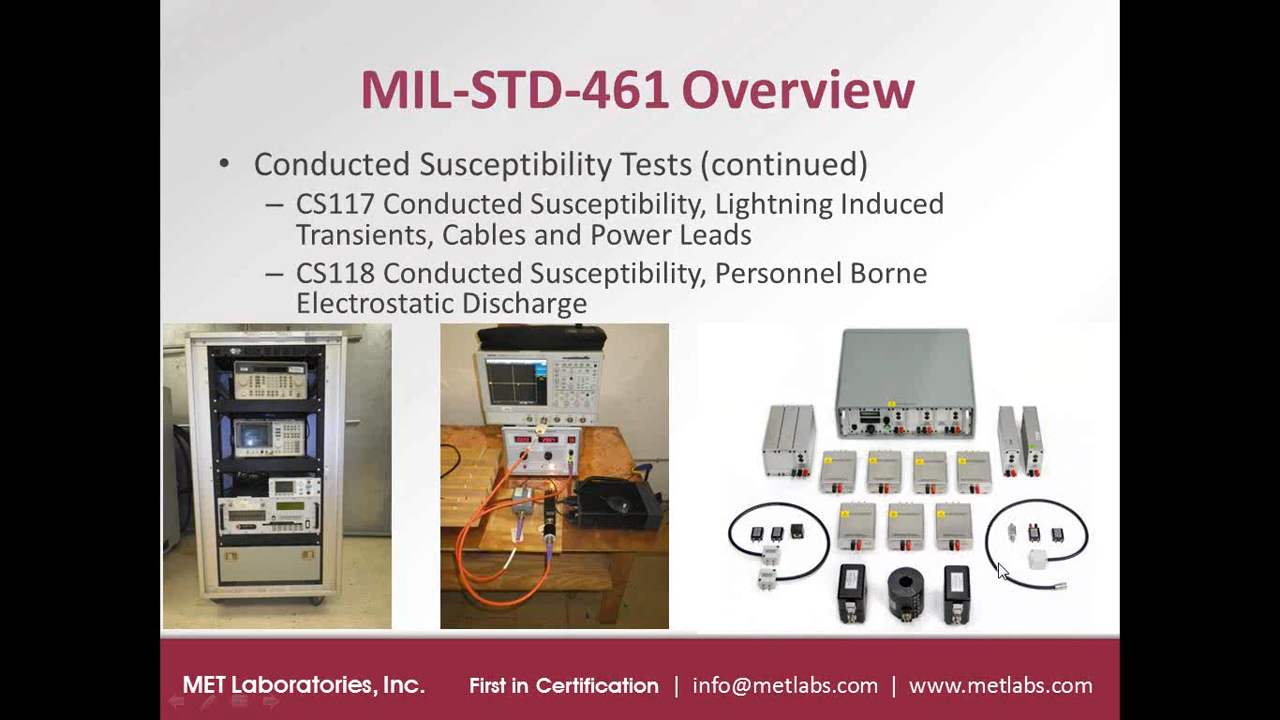 MIL-STD-461 Overview
• Conducted Susceptibility Tests (continued)
– CS117 Conducted Susceptibility, Lightning Induced
Transients, Cables and Power Leads
– CS118 Conducted Susceptibility, Personnel Borne
Electrostatic Discharge
MET Laboratories, Inc. First in Certification | info@metlabs.com | www.metlabs.com